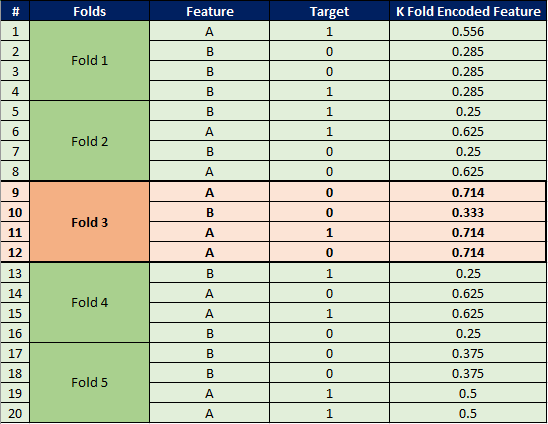 # Folds Feature Target K Fold Encoded Feature
1 A 1 0.556
2 B 0 0.285
Fold 1
3 B 0 0.285
4 B 1 0.285
5 B 1 0.25
6 A 1 0.625
Fold 2
7 B 0 0.25
8 A 0 0.625
9 A 0 0.714
10 B 0 0.333
Fold 3
11 A 1 0.714
12 A 0 0.714
13 B 1 0.25
14 A 0 0.625
Fold 4
15 A 1 0.625
16 B 0 0.25
17 B 0 0.375
18 B 0 0.375
Fold 5
19 A 1 0.5
20 A 1 0.5